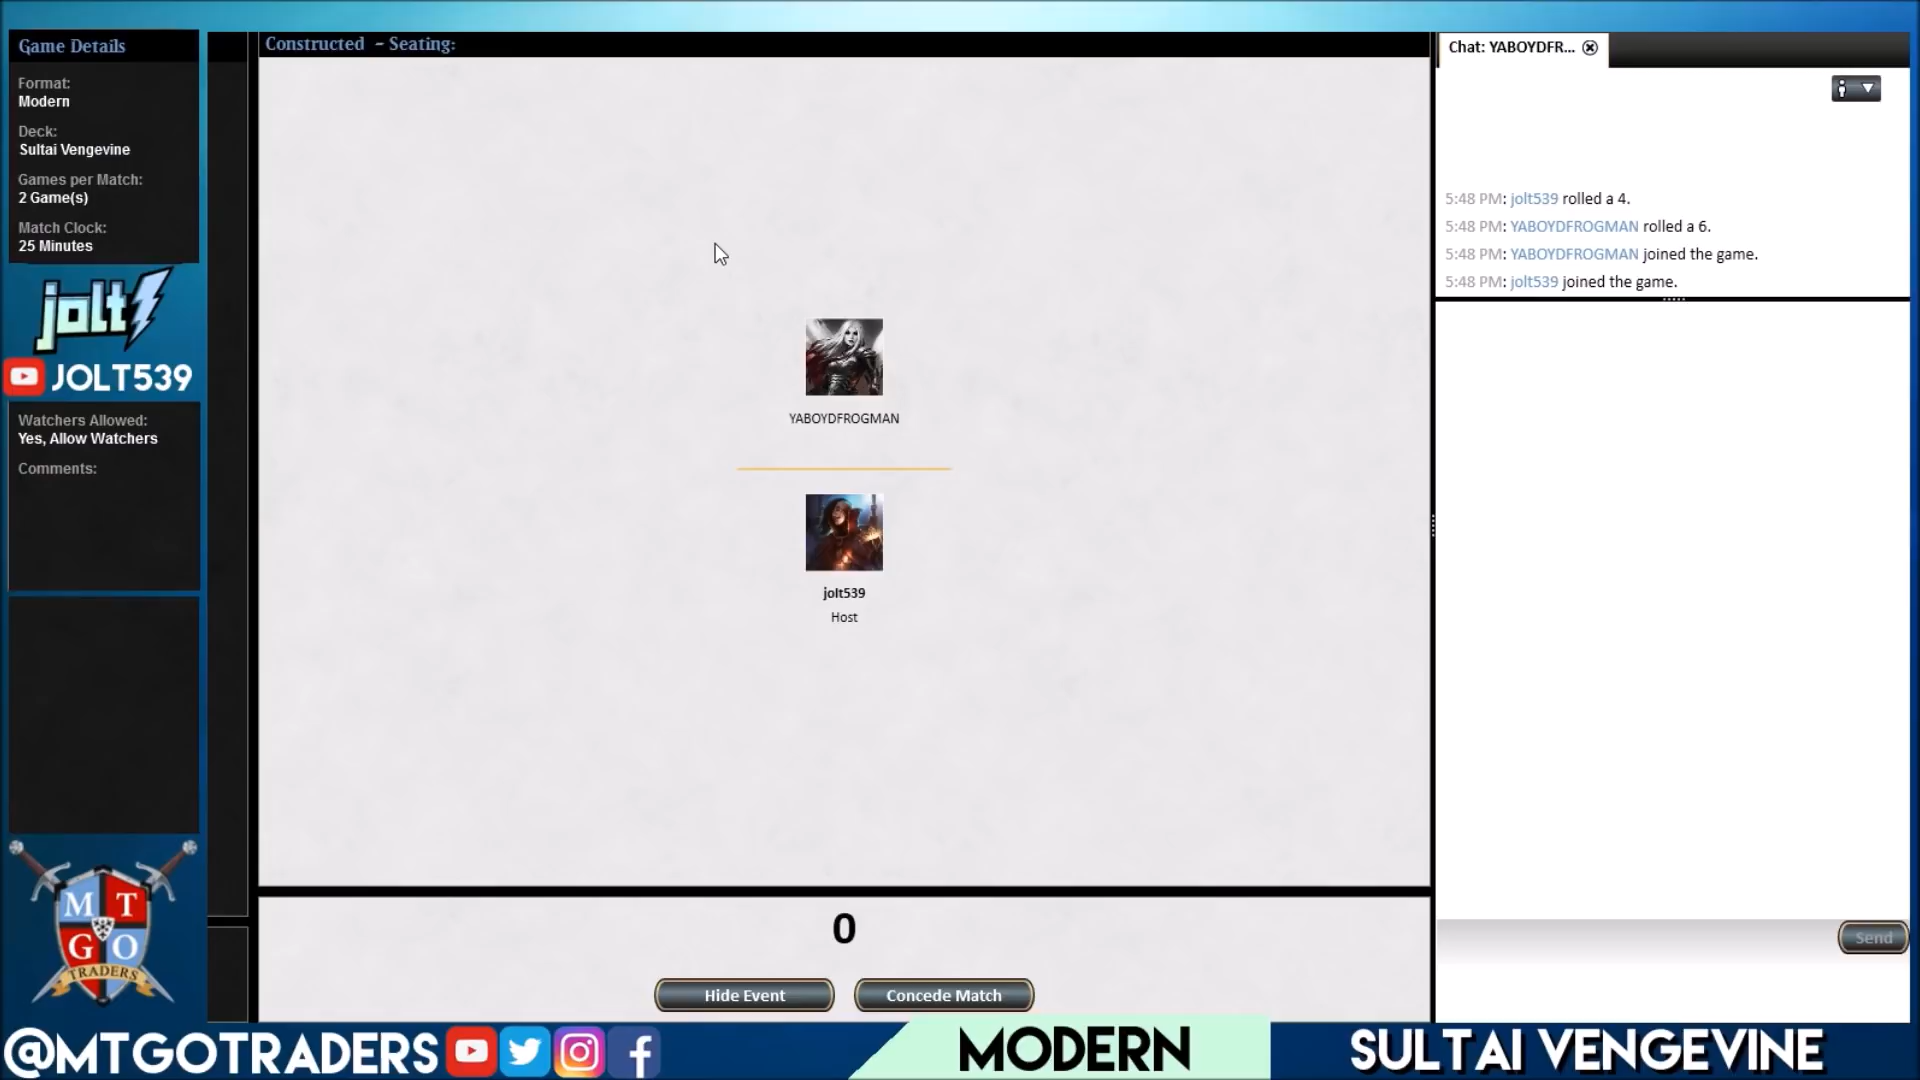 Game Details
Format:
Modern
Deck:
Sultai Vengevine
Games per Match:
2 Game(s)
Match Clock:
25 Minutes
jolt
JOLT539
Watchers Allowed:
Yes, Allow Watchers
Comments:
M T
G O
TRADERS
Constructed - Seating:
YABOYDFROGMAN
jolt539
Host
0
Hide Event
Concede Match
Chat: YABOYDFR...
5:48 PM: jolt539 rolled a 4.
5:48 PM: YABOYDFROGMAN rolled a 6.
5:48 PM: YABOYDFROGMAN joined the game.
5:48 PM: jolt539 joined the game.
Send
@MTGOTRADERS
MODERN
SULTAI VENGEVINE